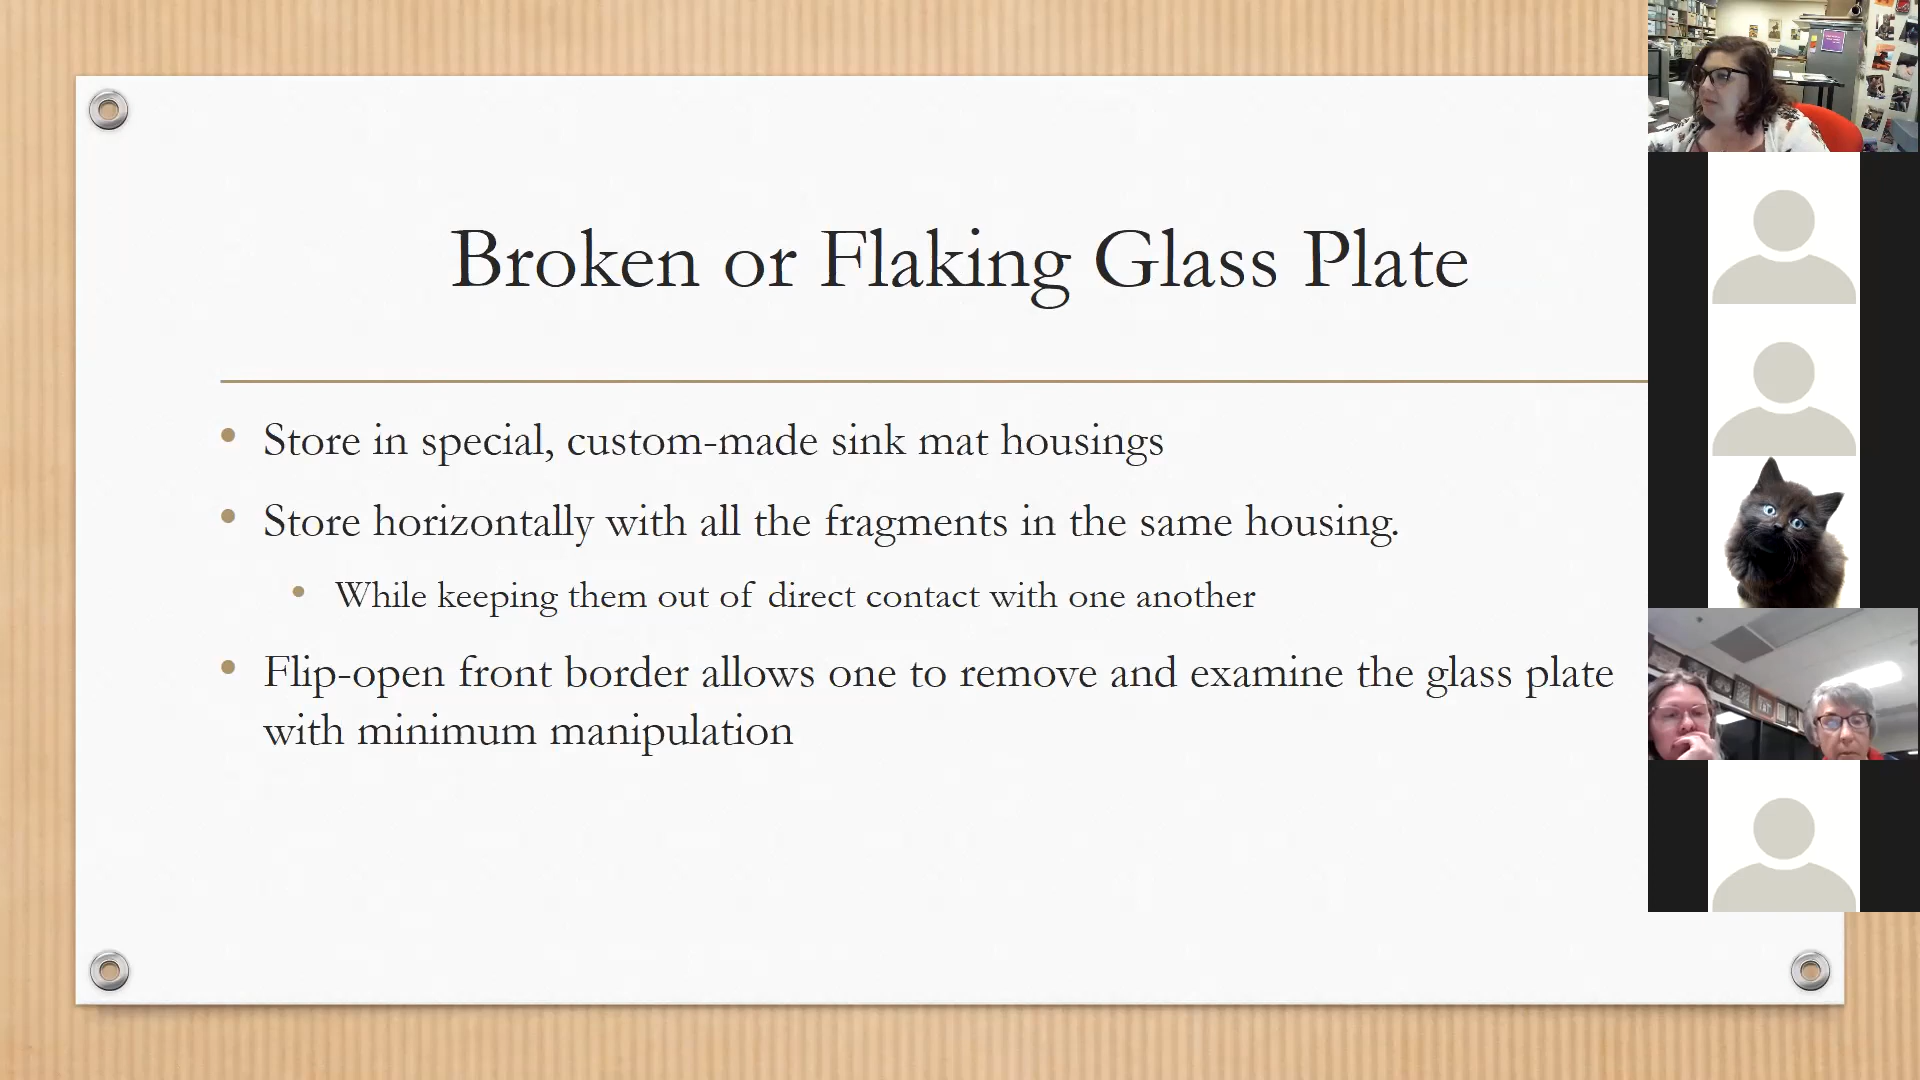 Broken or Flaking Glass Plate
Store in special, custom-made sink mat housings
Store horizontally with all the fragments in the same housing.
While keeping them out of direct contact with one another
Flip-open front border allows one to remove and examine the glass plate
with minimum manipulation